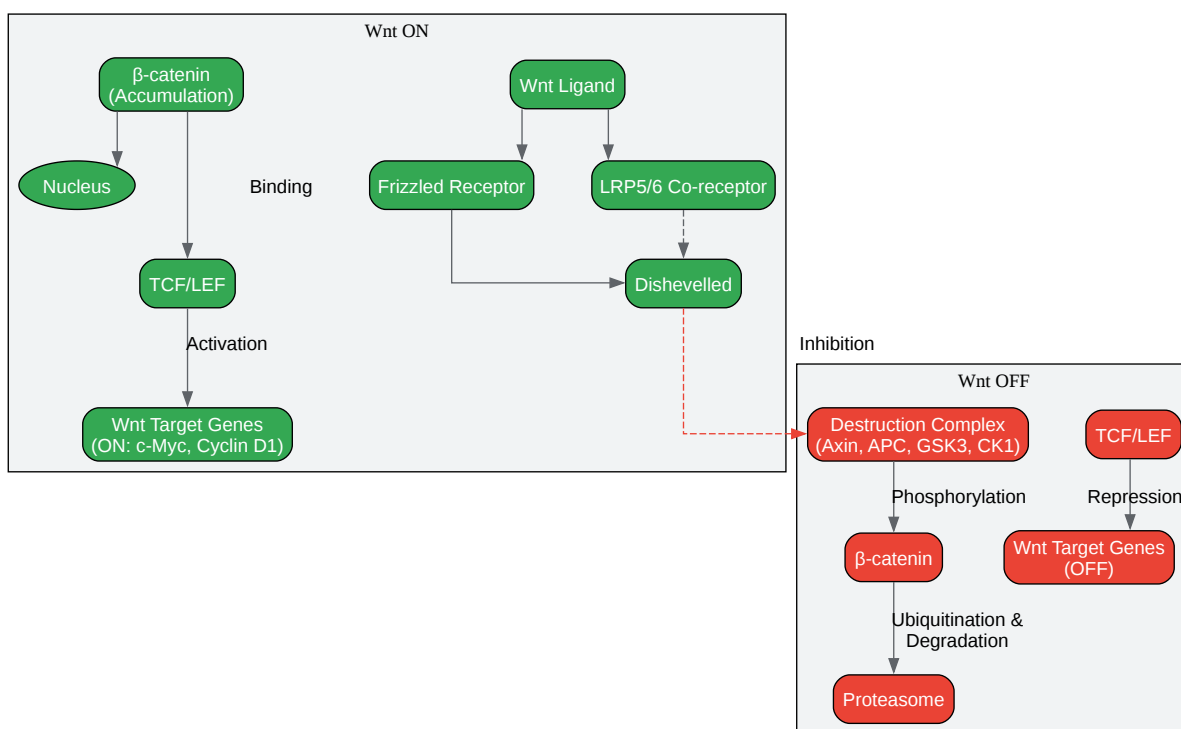 Wnt ON
β-catenin
(Accumulation)
Wnt Ligand
Nucleus
Binding
Frizzled Receptor
LRP5/6 Co-receptor
TCF/LEF
Dishevelled
Activation
Inhibition
Wnt Target Genes
(ON: c-Myc, Cyclin D1)
Wnt OFF
Destruction Complex
(Axin, APC, GSK3, CK1)
TCF/LEF
Phosphorylation
Repression
β-catenin
Wnt Target Genes
(OFF)
Ubiquitination &
Degradation
Proteasome